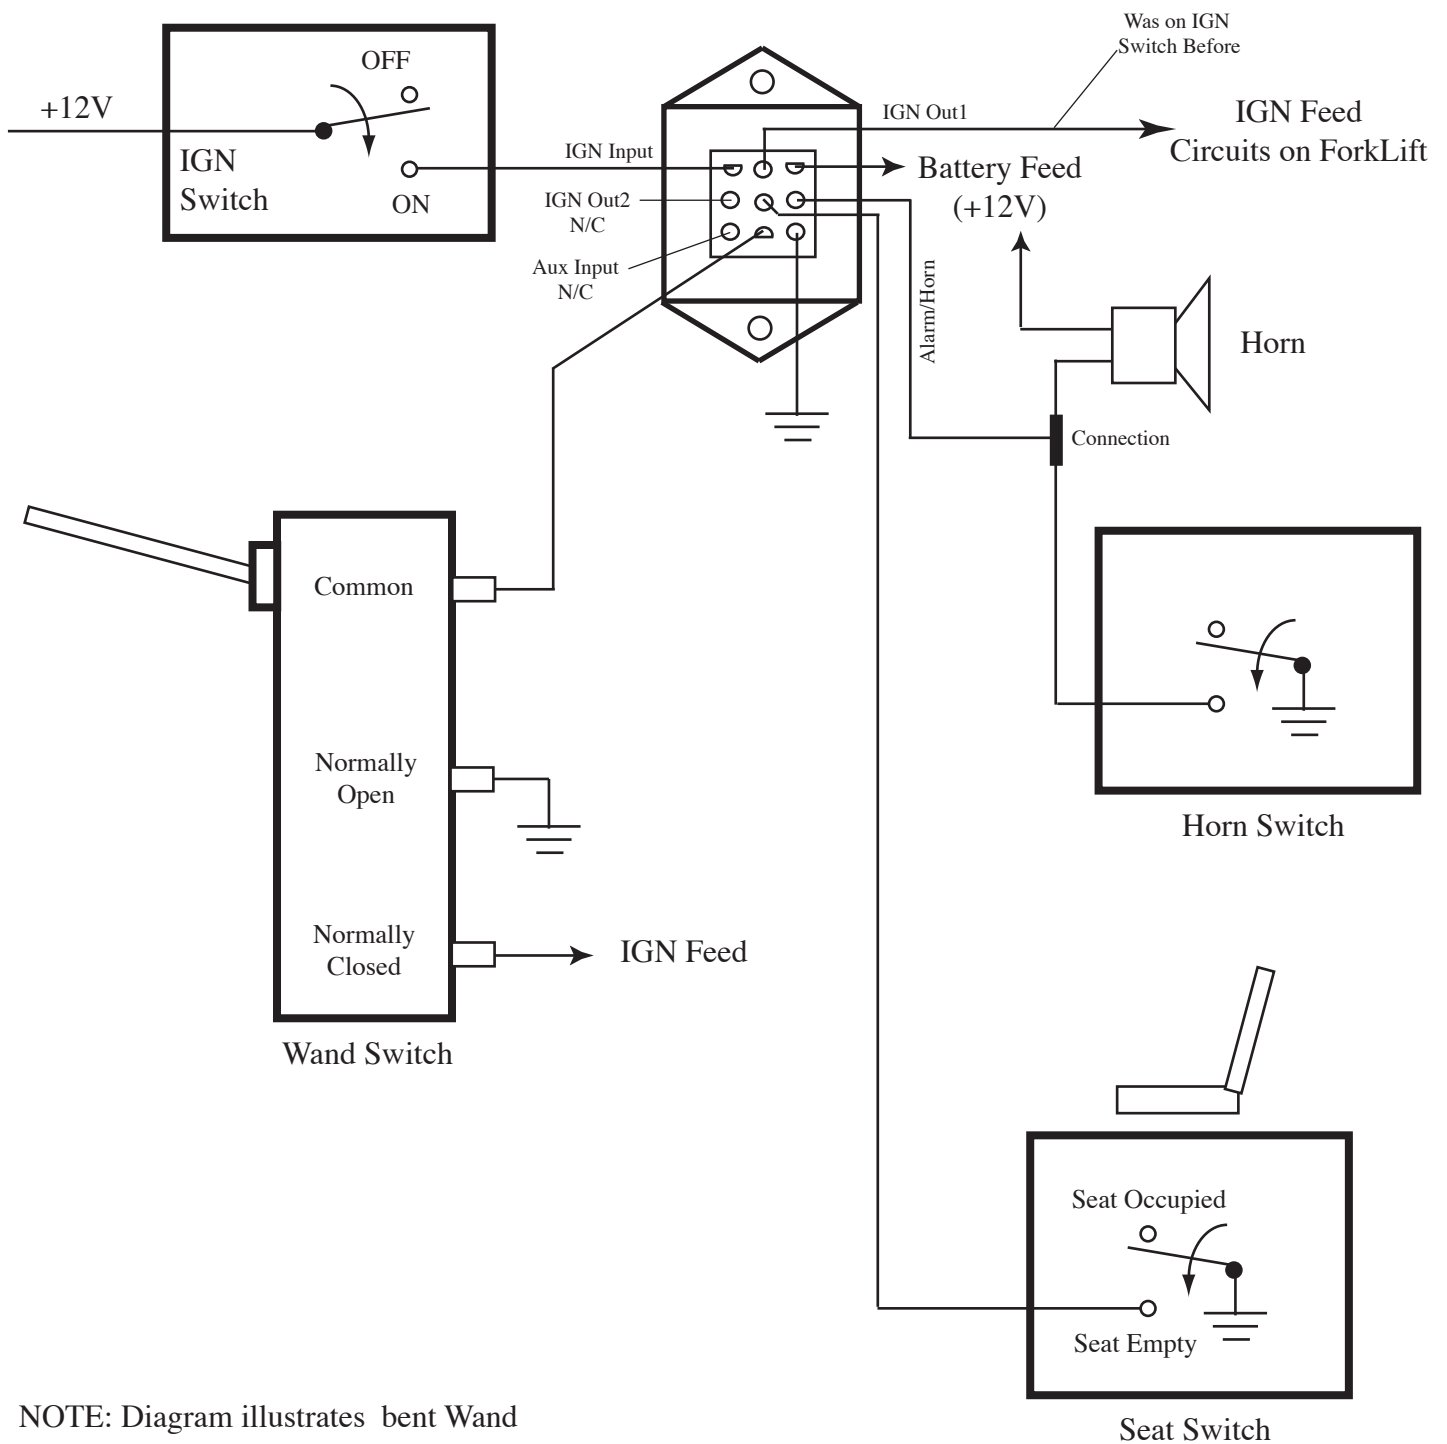 Was on IGN
Switch Before
OFF
+12V
IGN Out1
IGN Feed
Circuits on ForkLift
IGN
Switch
IGN Input
Battery Feed
(+12V)
ON
IGN Out2
N/C
Aux Input
N/C
Alarm/Horn
Horn
Connection
Common
Normally
Open
Horn Switch
Normally
Closed
IGN Feed
Wand Switch
Seat Occupied
Seat Empty
NOTE: Diagram illustrates  bent Wand
Seat Switch